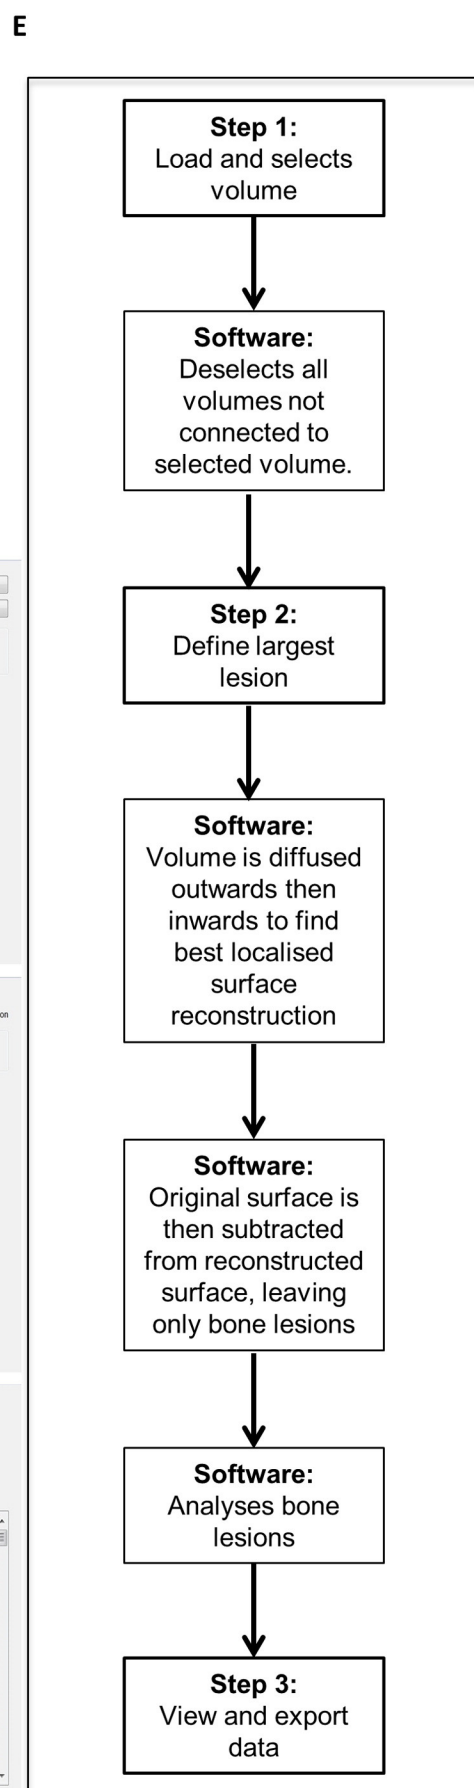 E
Step 1:
Load and selects
volume
Software:
Deselects all
volumes not
connected to
selected volume.
Step 2:
Define largest
lesion
Software:
Volume is diffused
outwards then
inwards to find
best localised
surface
reconstruction
on
Software:
Original surface is
then subtracted
from reconstructed
surface, leaving
only bone lesions
Software:
Analyses bone
lesions
Step 3:
View and export
data